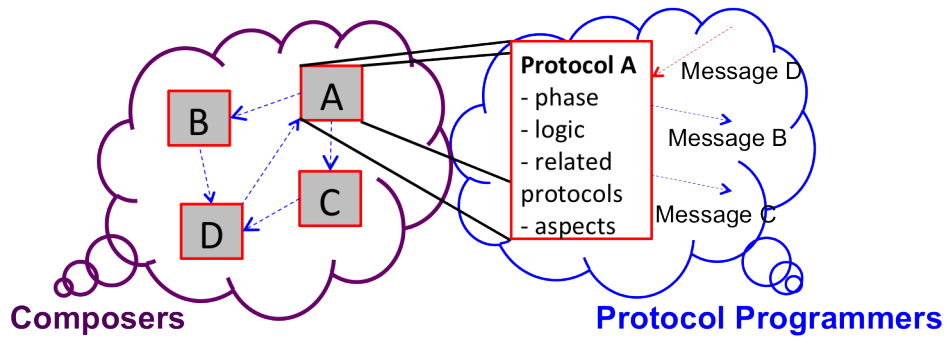 B
A
D
C
Protocol A
- phase
- logic
- related
protocols
- aspects
Message D
Message B
Message C
Composers
Protocol Programmers